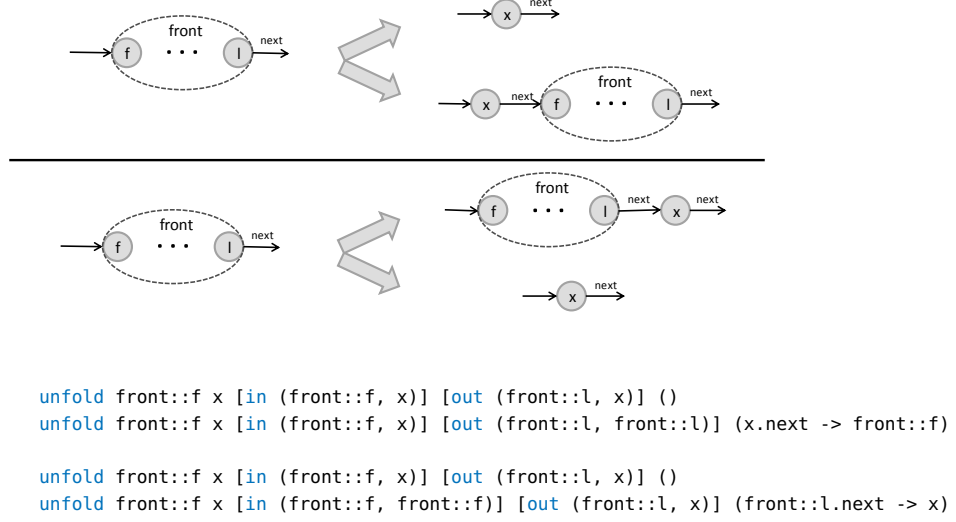 next
x
front
f • • • l
next
front
x
next
f • • • l
next
front
f • • • l
next
x
next
front
f • • • l
next
x
next
unfold front::f x [in (front::f, x)] [out (front::l, x)] ()
unfold front::f x [in (front::f, x)] [out (front::l, front::l)] (x.next -> front::f)
unfold front::f x [in (front::f, x)] [out (front::l, x)] ()
unfold front::f x [in (front::f, front::f)] [out (front::l, x)] (front::l.next -> x)